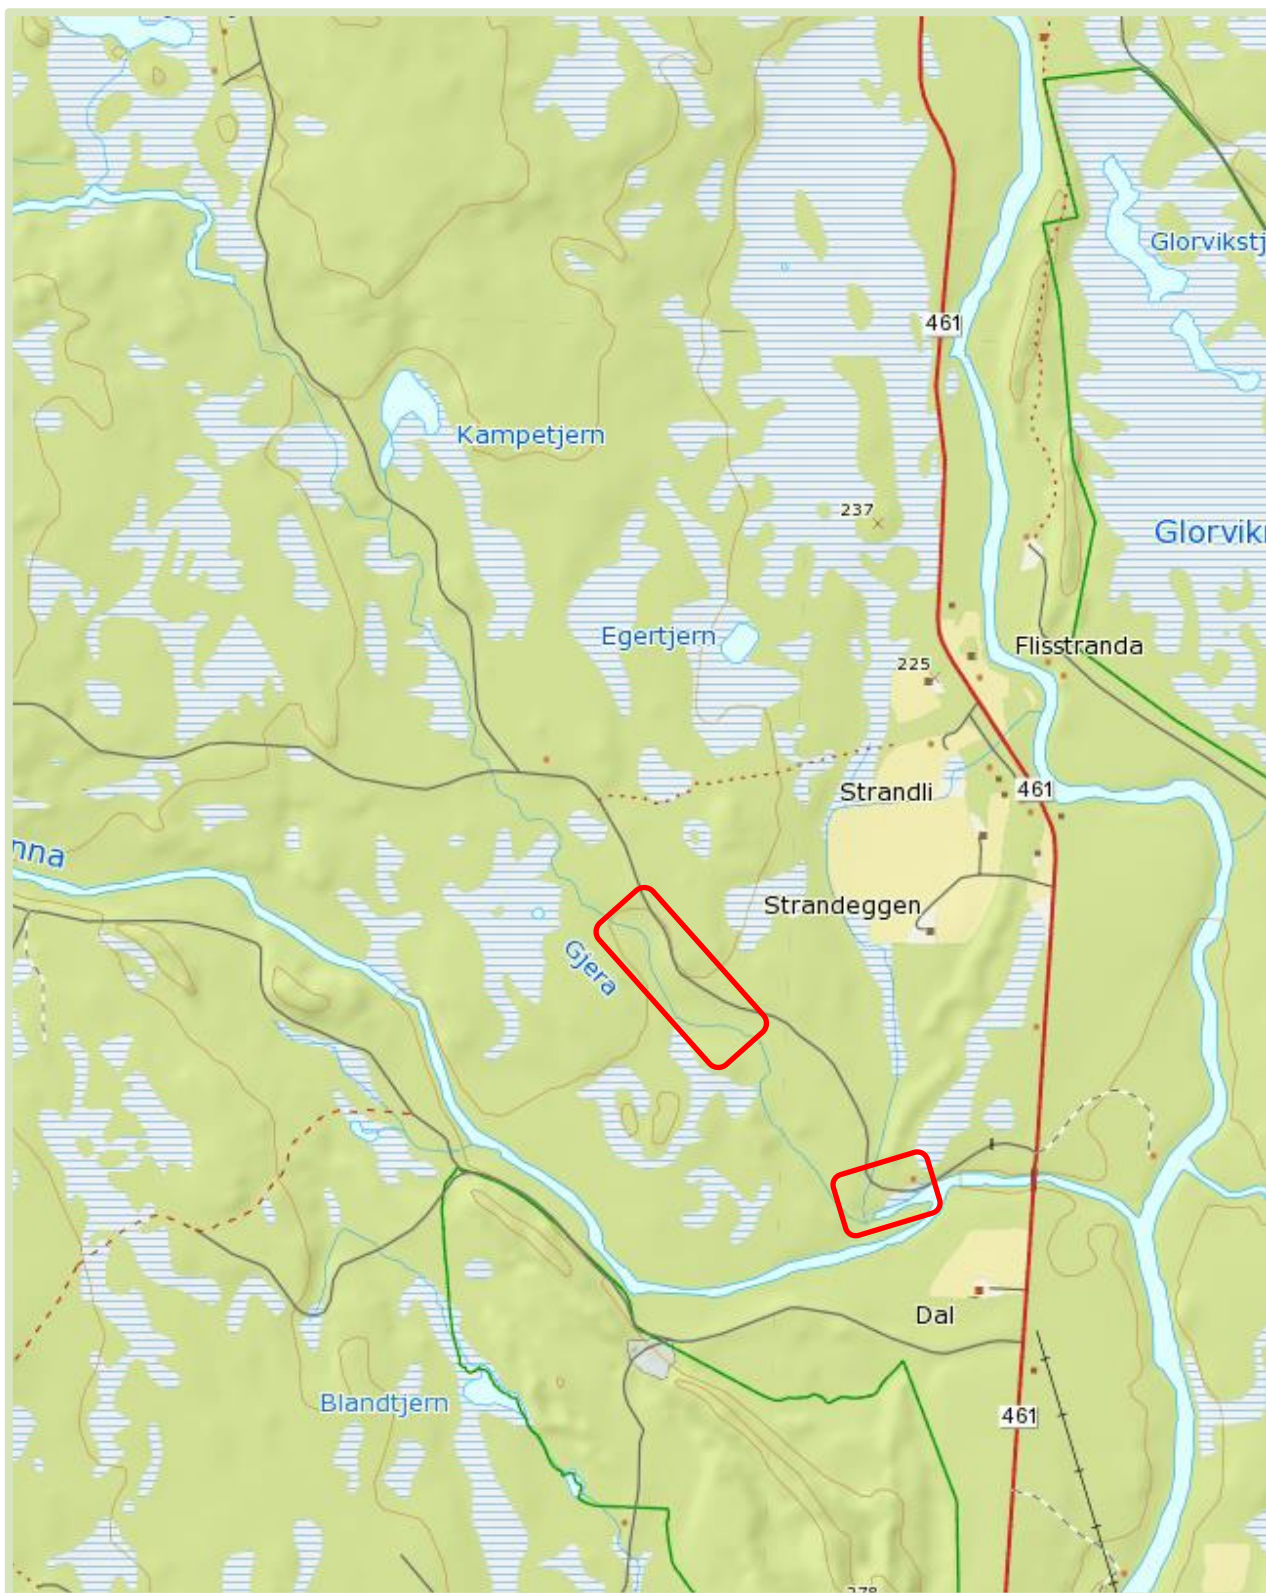 Glorvikstj
461
Kampetjern
237
Glorvik
Egertjern
Flisstranda
225
Strandli
461
nna
Strandeggen
Gjera
Dal
Blandtjern
461